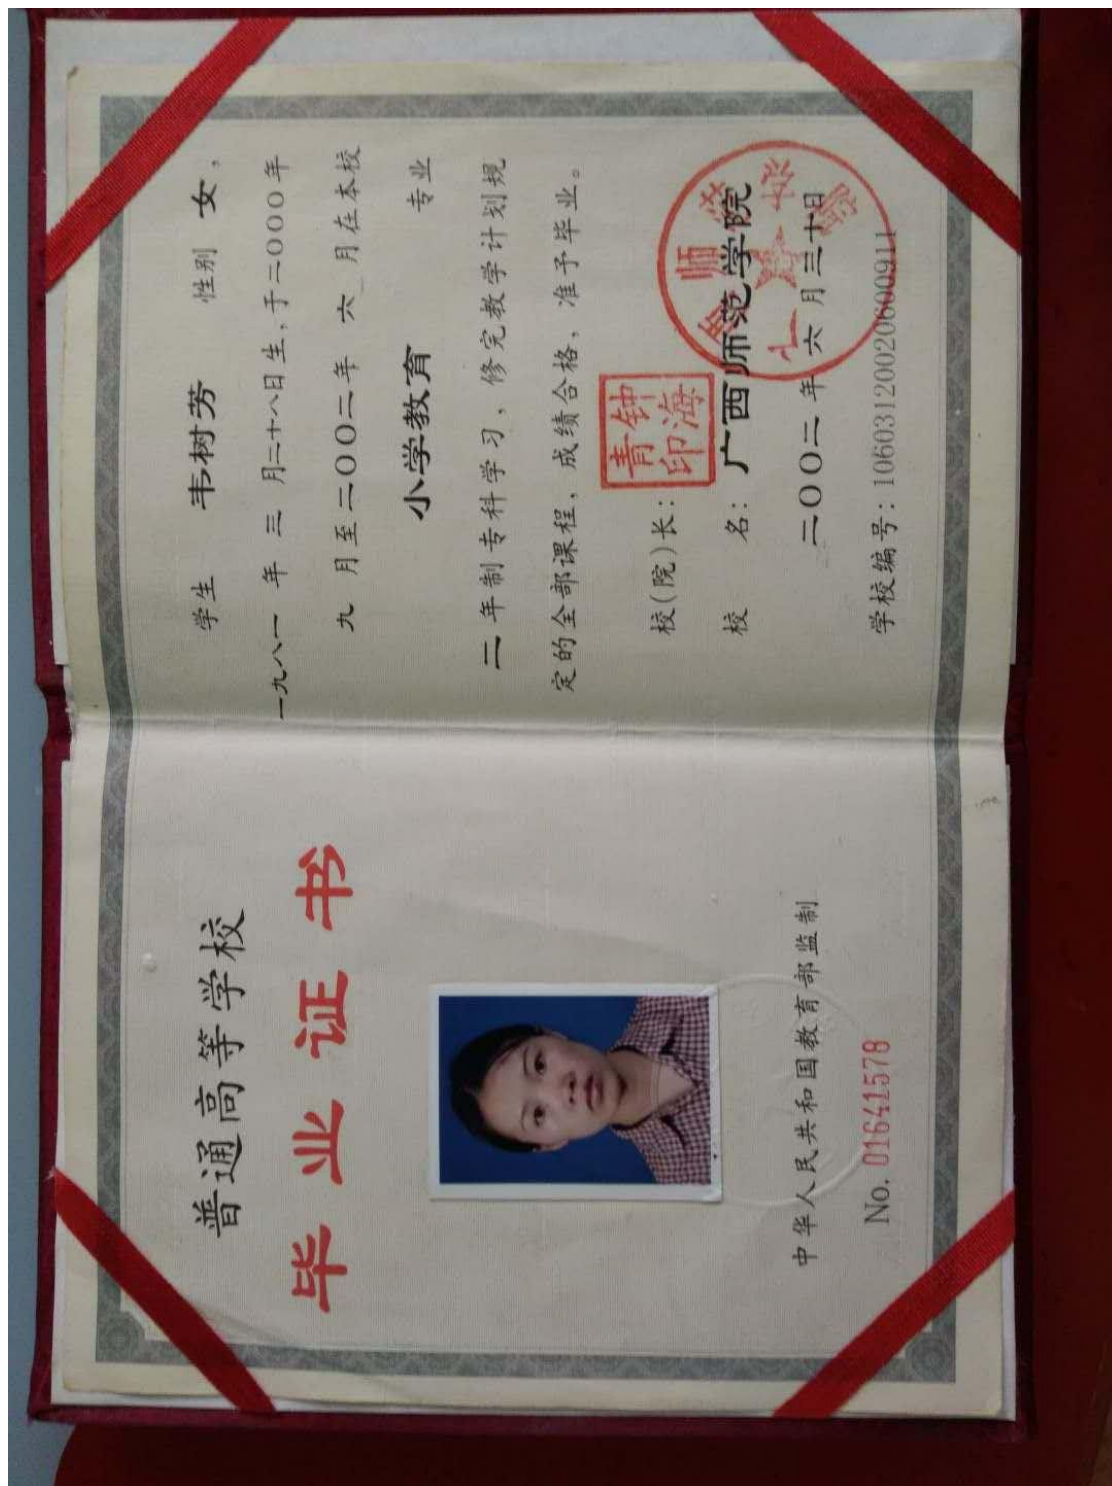 普通高等学校
毕业证书
中华人民共和国教育部监制
No. 01641578
学生 韦树芳 性别 女,
一九八一 年 三 月二十八日生,于二000年
九 月至二00二年 六 月在本校
小学教育 专业
二 年制专科学习、修完教学计划规
定的全部课程,成绩合格,准予毕业。
校(院)长:
钟海青印
校 名: 广西师范学院
二00二 年 六 月三十日
学校编号: 106031200206000911